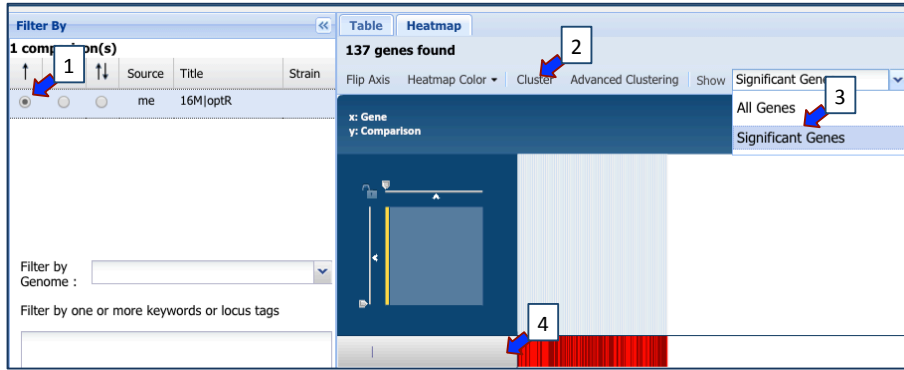 Filter By
1 comparison(s)
1
Source Title Strain
me 16M|optR
Filter by
Genome :
Filter by one or more keywords or locus tags
Table Heatmap
137 genes found
2
Flip Axis Heatmap Color Cluster Advanced Clustering Show Significant Genes
3
All Genes
Significant Genes
x: Gene
y: Comparison
4